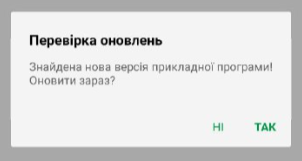 Перевірка оновлень
Знайдена нова версія прикладної програми!
Оновити зараз?
НІ ТАК